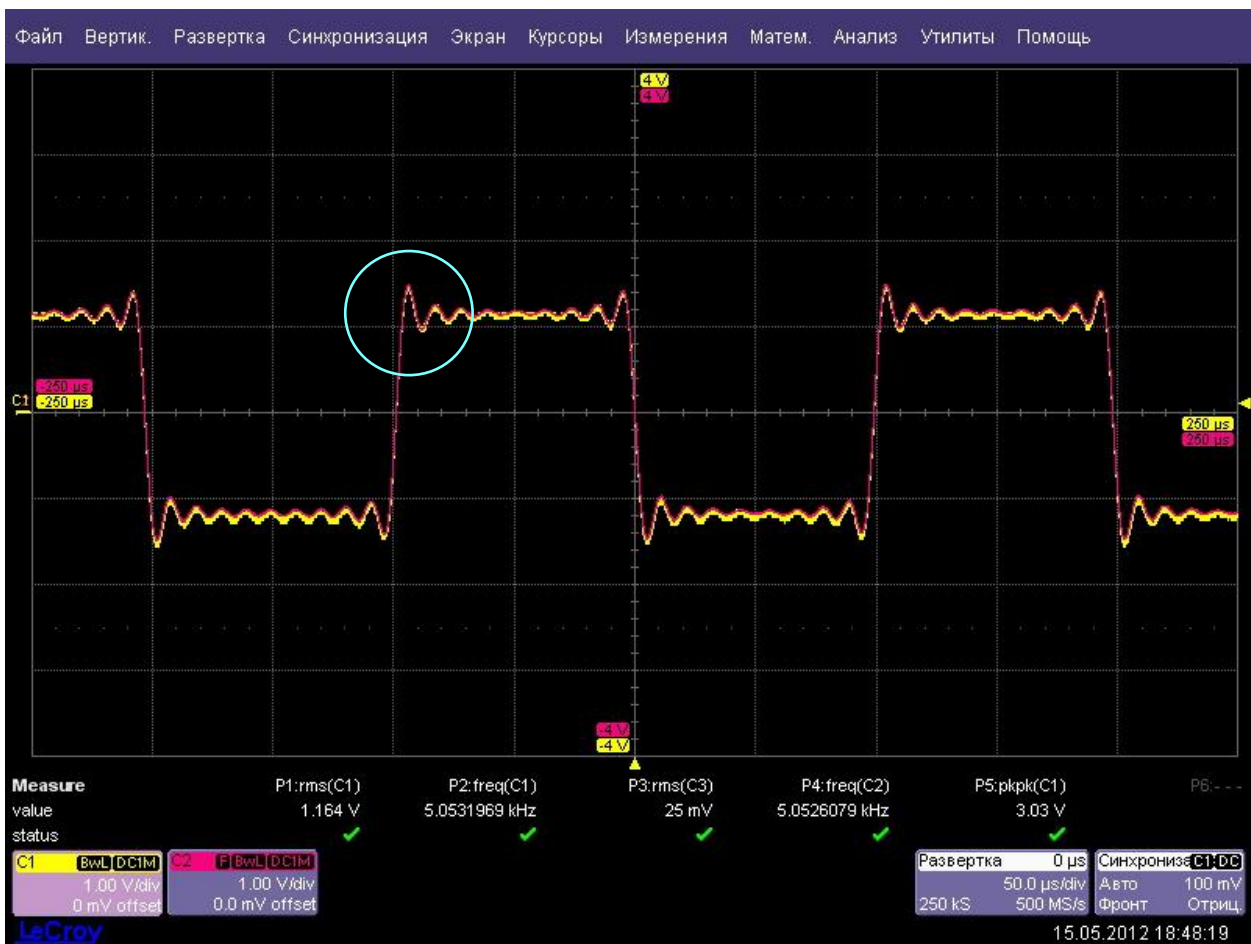 Файл Вертик. Развертка Синхронизация Экран Курсоры Измерения Матем. Анализ Утилиты Помощь
4 V
4 V
-250 µs
C1 -250 µs
250 µs
250 µs
-4 V
-4 V
Measure P1:rms(C1) P2:freq(C1) P3:rms(C3) P4:freq(C2) P5:pkpk(C1) P6:- - -
value 1.164 V 5.0531969 kHz 25 mV 5.0526079 kHz 3.03 V
status
C1 BwL DC1M C2 F BwL DC1M Развертка 0 µs Синхрониза C1 DC
1.00 V/div 1.00 V/div 50.0 µs/div Авто 100 mV
0 mV offset 0.0 mV offset 250 kS 500 MS/s Фронт Отриц.
LeCroy 15.05.2012 18:48:19